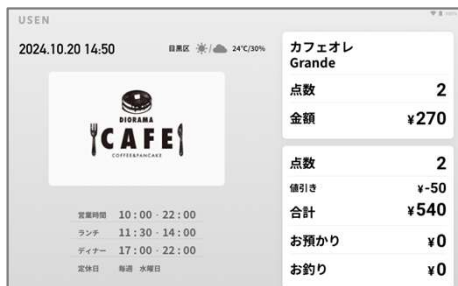 USEN
2024.10.20 14:50
目黒区 / 24°C/30%
DIORAMA
CAFE
COFFEE&PANCAKE
営業時間 10:00 - 22:00
ランチ 11:30 - 14:00
ディナー 17:00 - 22:00
定休日 毎週 水曜日
カフェオレ
Grande
点数 2
金額 ¥270
点数 2
値引き ¥-50
合計 ¥540
お預かり ¥0
お釣り ¥0